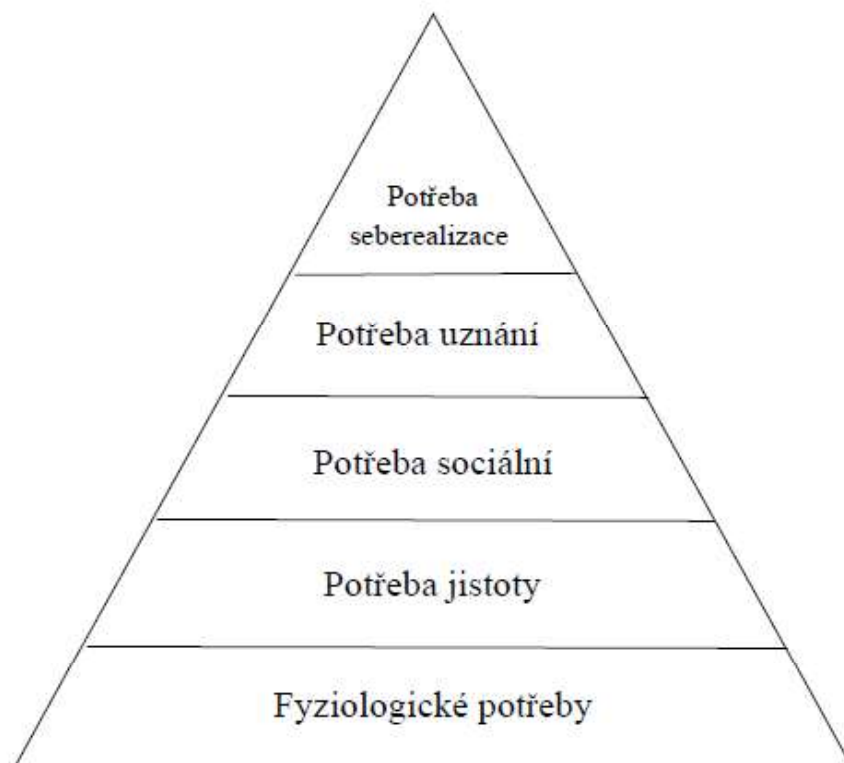 Potřeba
seberealizace
Potřeba uznání
Potřeba sociální
Potřeba jistoty
Fyziologické potřeby